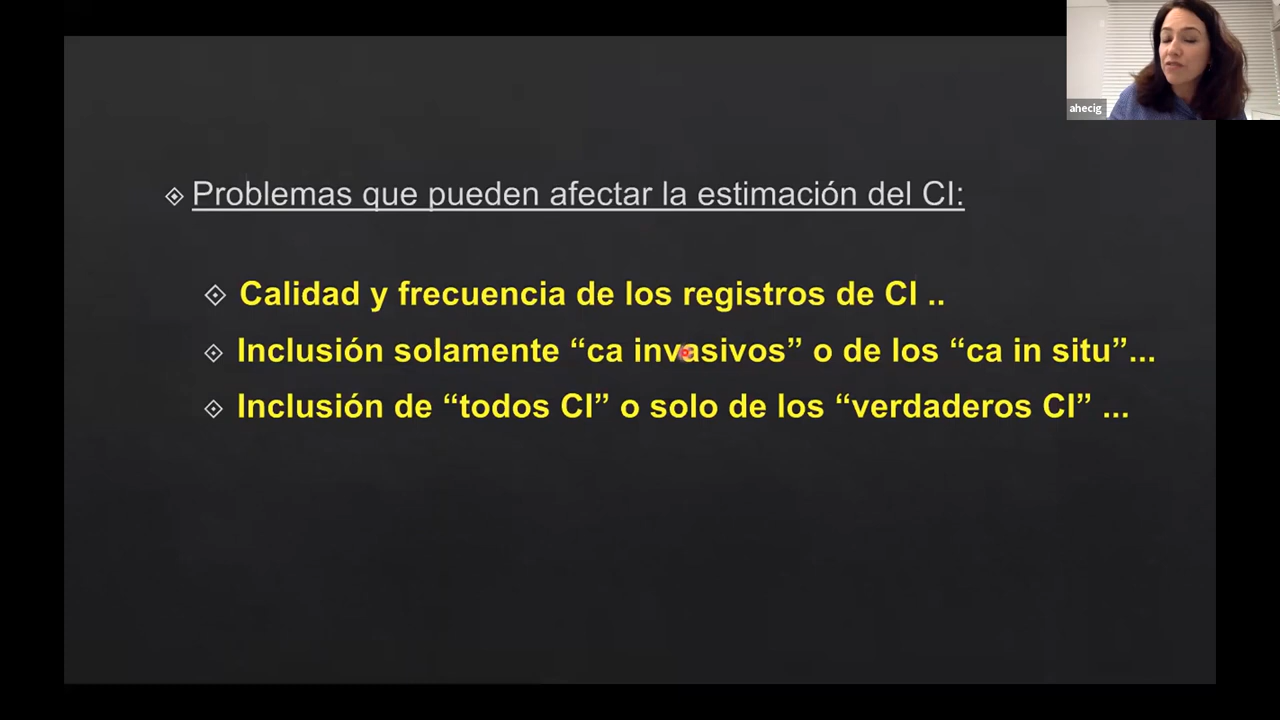 ahecig
Problemas que pueden afectar la estimación del CI:
Calidad y frecuencia de los registros de CI ..
Inclusión solamente “ca invasivos” o de los “ca in situ”...
Inclusión de “todos CI” o solo de los “verdaderos CI” ...